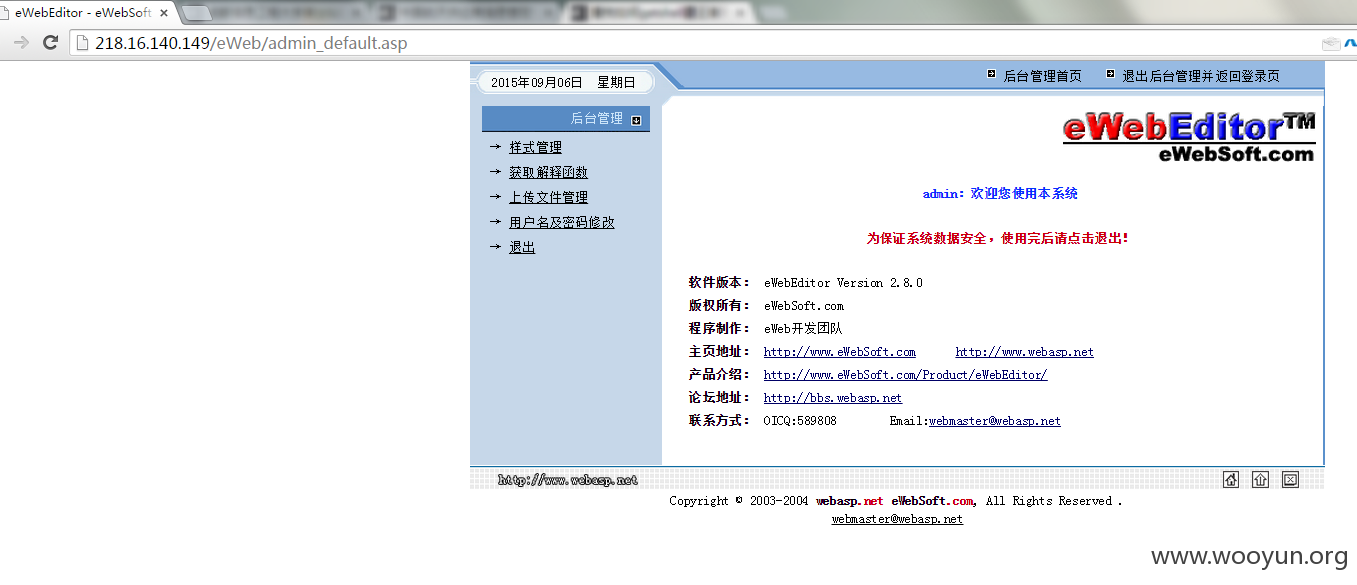 eWebEditor - eWebSoft
218.16.140.149/eWeb/admin_default.asp
2015年09月06日 星期日
后台管理首页 退出后台管理并返回登录页
后台管理
样式管理
获取解释函数
上传文件管理
用户名及密码修改
退出
eWebEditor™
eWebSoft.com
admin：欢迎您使用本系统
为保证系统数据安全，使用完后请点击退出！
软件版本： eWebEditor Version 2.8.0
版权所有： eWebSoft.com
程序制作： eWeb开发团队
主页地址： http://www.eWebSoft.com http://www.webasp.net
产品介绍： http://www.eWebSoft.com/Product/eWebEditor/
论坛地址： http://bbs.webasp.net
联系方式： OICQ:589808 Email:webmaster@webasp.net
http://www.webasp.net
Copyright © 2003-2004 webasp.net eWebSoft.com, All Rights Reserved .
webmaster@webasp.net
www.wooyun.org